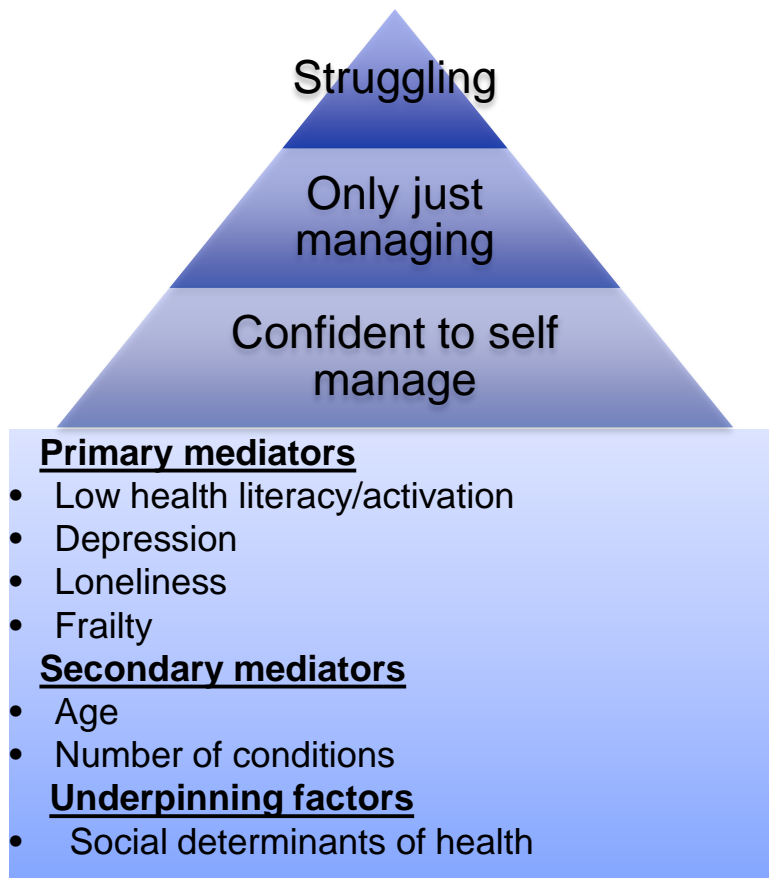 Struggling
Only just
managing
Confident to self
manage
Primary mediators
• Low health literacy/activation
• Depression
• Loneliness
• Frailty
Secondary mediators
• Age
• Number of conditions
Underpinning factors
• Social determinants of health